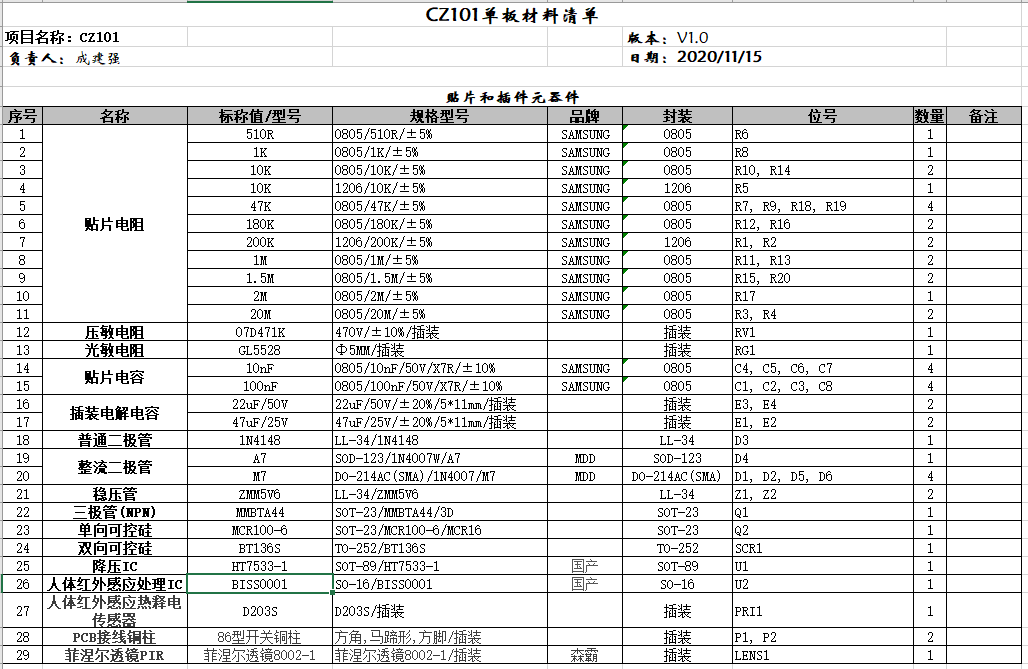 CZ101单板材料清单
项目名称: CZ101 版本: V1.0
负责人: 成建强 日期: 2020/11/15
贴片和插件元器件
序号 名称 标称值/型号 规格型号 品牌 封装 位号 数量 备注
1 510R 0805/510R/±5% SAMSUNG 0805 R6 1
2 1K 0805/1K/±5% SAMSUNG 0805 R8 1
3 10K 0805/10K/±5% SAMSUNG 0805 R10, R14 2
4 10K 1206/10K/±5% SAMSUNG 1206 R5 1
5 47K 0805/47K/±5% SAMSUNG 0805 R7, R9, R18, R19 4
6 贴片电阻 180K 0805/180K/±5% SAMSUNG 0805 R12, R16 2
7 200K 1206/200K/±5% SAMSUNG 1206 R1, R2 2
8 1M 0805/1M/±5% SAMSUNG 0805 R11, R13 2
9 1.5M 0805/1.5M/±5% SAMSUNG 0805 R15, R20 2
10 2M 0805/2M/±5% SAMSUNG 0805 R17 1
11 20M 0805/20M/±5% SAMSUNG 0805 R3, R4 2
12 压敏电阻 07D471K 470V/±10%/插装 插装 RV1 1
13 光敏电阻 GL5528 Φ5MM/插装 插装 RG1 1
14 贴片电容 10nF 0805/10nF/50V/X7R/±10% SAMSUNG 0805 C4, C5, C6, C7 4
15 100nF 0805/100nF/50V/X7R/±10% SAMSUNG 0805 C1, C2, C3, C8 4
16 插装电解电容 22uF/50V 22uF/50V/±20%/5*11mm/插装 插装 E3, E4 2
17 47uF/25V 47uF/25V/±20%/5*11mm/插装 插装 E1, E2 2
18 普通二极管 1N4148 LL-34/1N4148 LL-34 D3 1
19 整流二极管 A7 SOD-123/1N4007W/A7 MDD SOD-123 D4 1
20 M7 DO-214AC(SMA)/1N4007/M7 MDD DO-214AC(SMA) D1, D2, D5, D6 4
21 稳压管 ZMM5V6 LL-34/ZMM5V6 LL-34 Z1, Z2 2
22 三极管(NPN) MMBTA44 SOT-23/MMBTA44/3D SOT-23 Q1 1
23 单向可控硅 MCR100-6 SOT-23/MCR100-6/MCR16 SOT-23 Q2 1
24 双向可控硅 BT136S TO-252/BT136S TO-252 SCR1 1
25 降压IC HT7533-1 SOT-89/HT7533-1 国产 SOT-89 U1 1
26 人体红外感应处理IC BISS0001 SO-16/BISS0001 国产 SO-16 U2 1
27 人体红外感应热释电 D203S D203S/插装 插装 PRI1 1
传感器
28 PCB接线铜柱 86型开关铜柱 方角,马蹄形,方脚/插装 插装 P1, P2 2
29 菲涅尔透镜PIR 菲涅尔透镜8002-1 菲涅尔透镜8002-1/插装 森霸 插装 LENS1 1